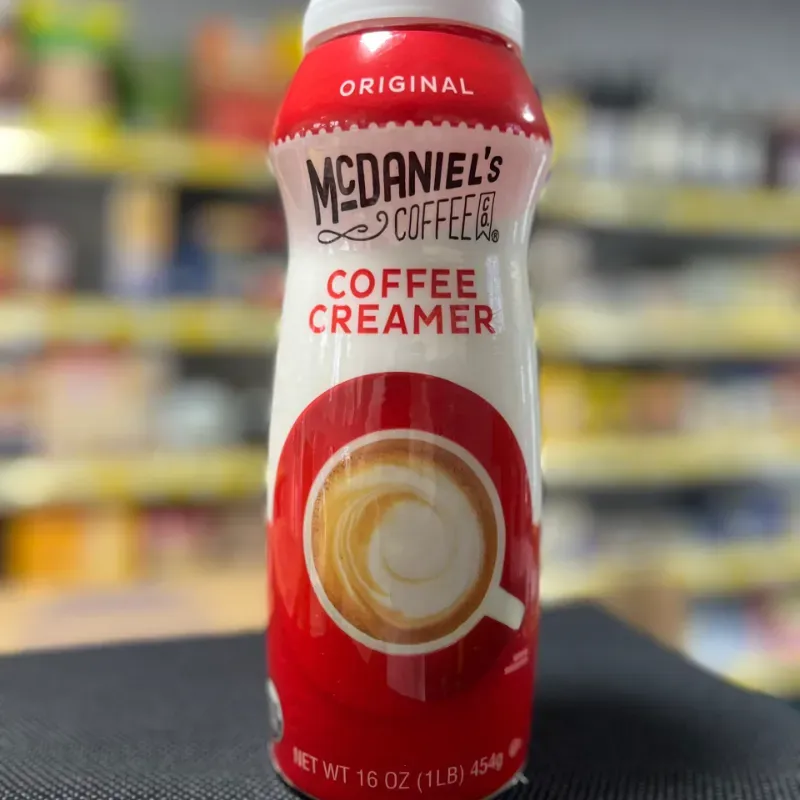 ORIGINAL
McDANIEL'S
COFFEE CO.®
COFFEE
CREAMER
NET WT 16 OZ (1LB) 454g